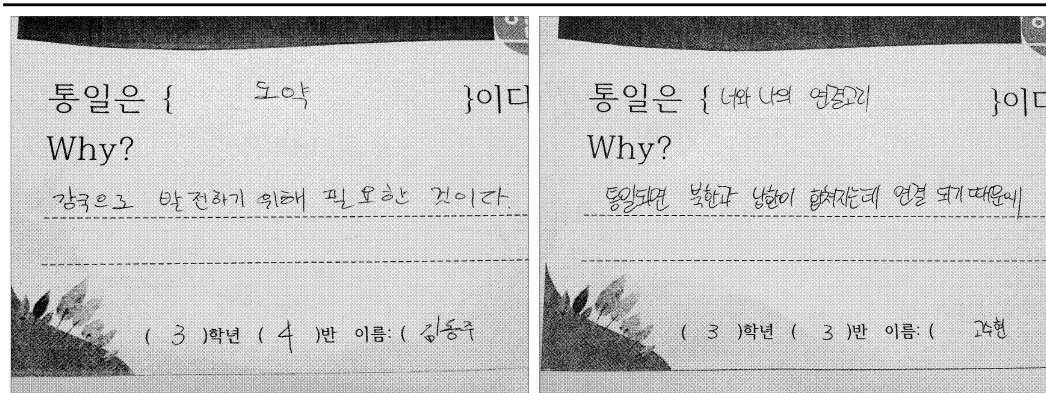 통일은 { 도약 }이다
Why?
강국으로 발전하기 위해 필요한 것이다.
( 3 )학년 ( 4 )반 이름: ( 김동주
통일은 { 너와 나의 연결고리 }이다
Why?
통일되면 북한과 남한이 합쳐지는데 연결 되기 때문에
( 3 )학년 ( 3 )반 이름: ( 고수현